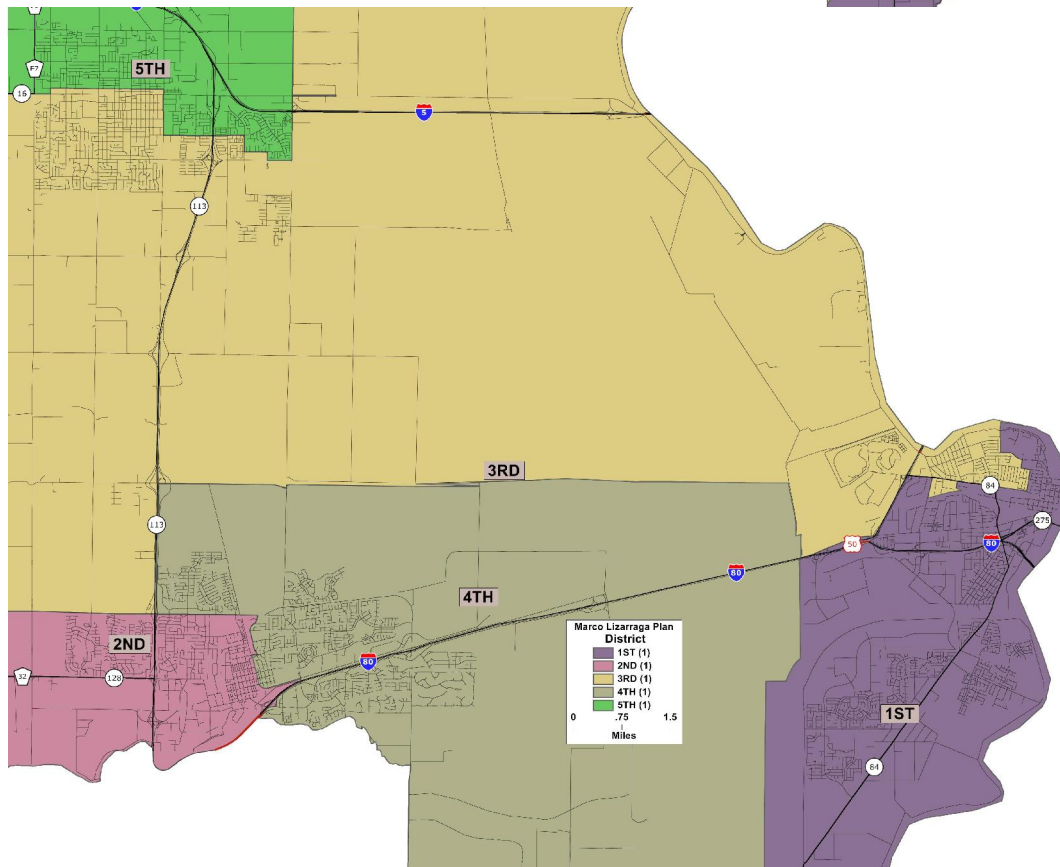 5TH
E7
16
5
113
3RD
84
275
113
50
80
80
4TH
Marco Lizarraga Plan
District
1ST (1)
2ND (1)
3RD (1)
4TH (1)
5TH (1)
0 .75 1.5
Miles
2ND
80
32
128
1ST
84